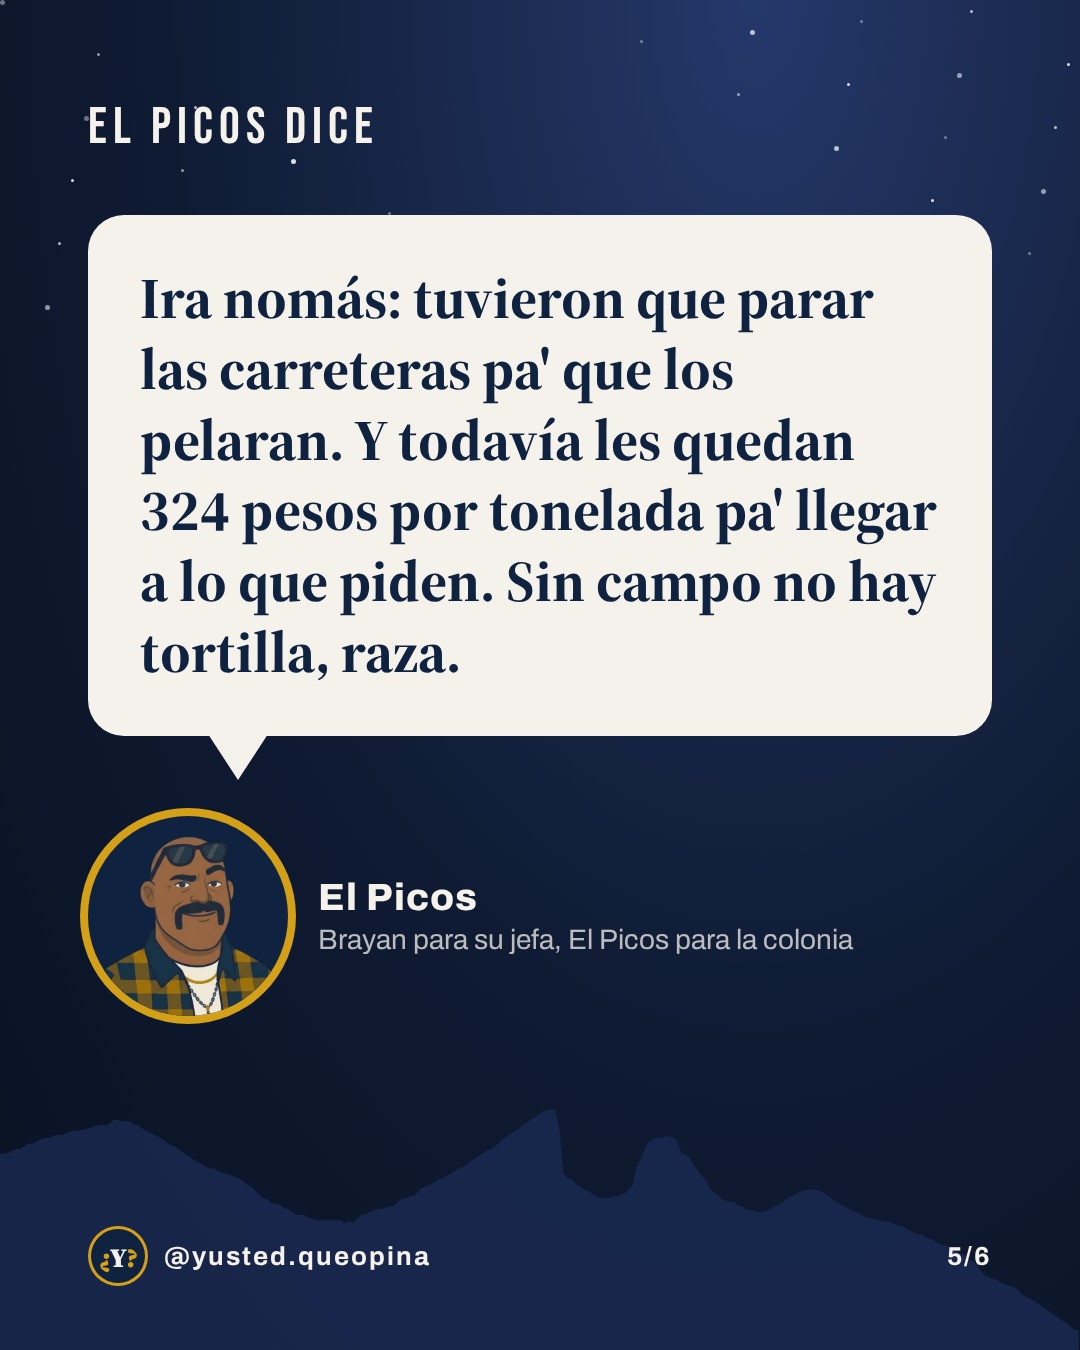 EL PICOS DICE
Ira nomás: tuvieron que parar
las carreteras pa' que los
pelaran. Y todavía les quedan
324 pesos por tonelada pa' llegar
a lo que piden. Sin campo no hay
tortilla, raza.
El Picos
Brayan para su jefa, El Picos para la colonia
¿Y?
@yusted.queopina
5/6